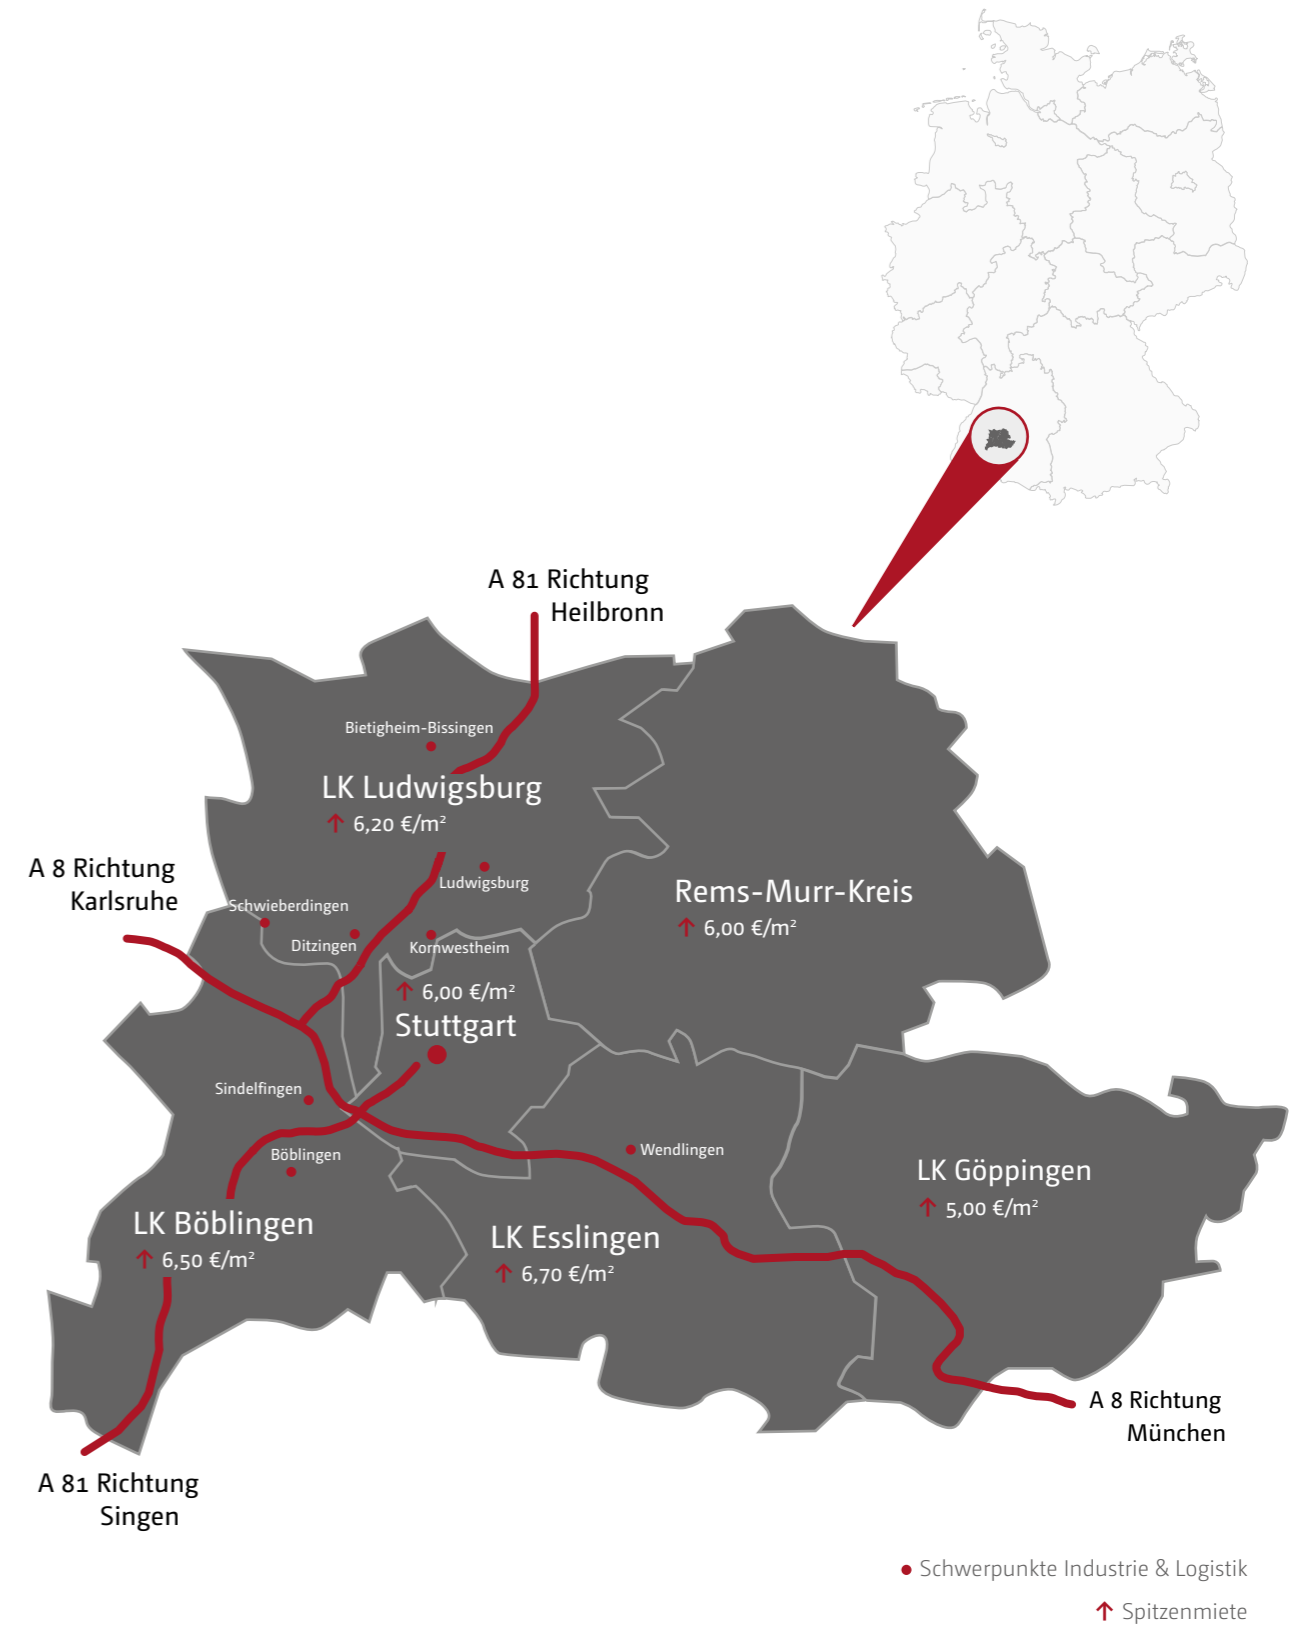 A 81 Richtung
Heilbronn
Bietigheim-Bissingen
LK Ludwigsburg
↑ 6,20 €/m²
A 8 Richtung
Karlsruhe
Ludwigsburg
Schwieberdingen
Ditzingen
Kornwestheim
Rems-Murr-Kreis
↑ 6,00 €/m²
↑ 6,00 €/m²
Stuttgart
Sindelfingen
Böblingen
Wendlingen
LK Göppingen
↑ 5,00 €/m²
LK Böblingen
↑ 6,50 €/m²
LK Esslingen
↑ 6,70 €/m²
A 8 Richtung
München
A 81 Richtung
Singen
Schwerpunkte Industrie & Logistik
↑ Spitzenmiete